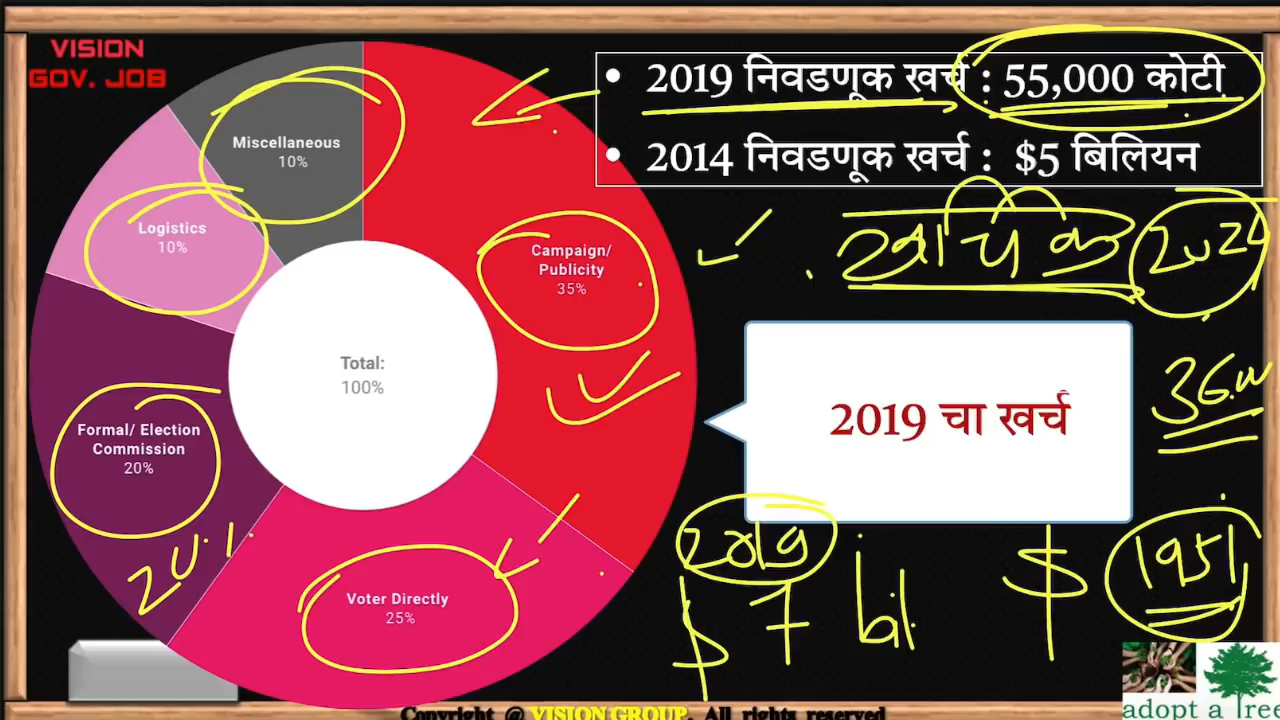 VISION
GOV. JOB
• 2019 निवडणूक खर्च : 55,000 कोटी
• 2014 निवडणूक खर्च : $5 बिलियन
Miscellaneous
10%
Logistics
10%
Campaign/
Publicity
35%
Total:
100%
Formal/ Election
Commission
20%
Voter Directly
25%
2024
2019 चा खर्च
2019
$ 7 bil.
$ 1951
20%
adopt a Tree
Copyright @ VISION GROUP. All rights reserved